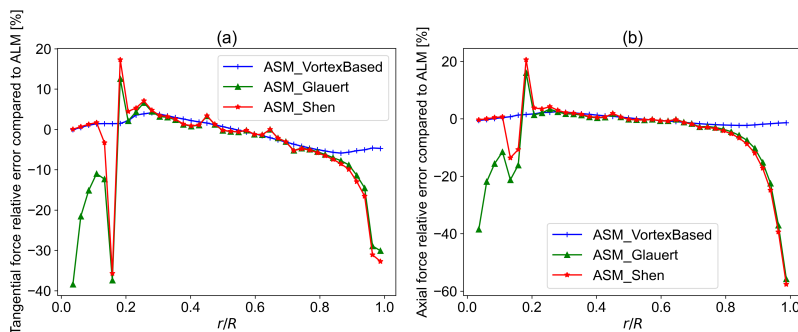 (a)
Tangential force relative error compared to ALM [%]
20
10
0
−10
−20
−30
−40
ASM_VortexBased
ASM_Glauert
ASM_Shen
0.0 0.2 0.4 0.6 0.8 1.0
r/R
(b)
Axial force relative error compared to ALM [%]
20
0
−20
−40
−60
ASM_VortexBased
ASM_Glauert
ASM_Shen
0.0 0.2 0.4 0.6 0.8 1.0
r/R